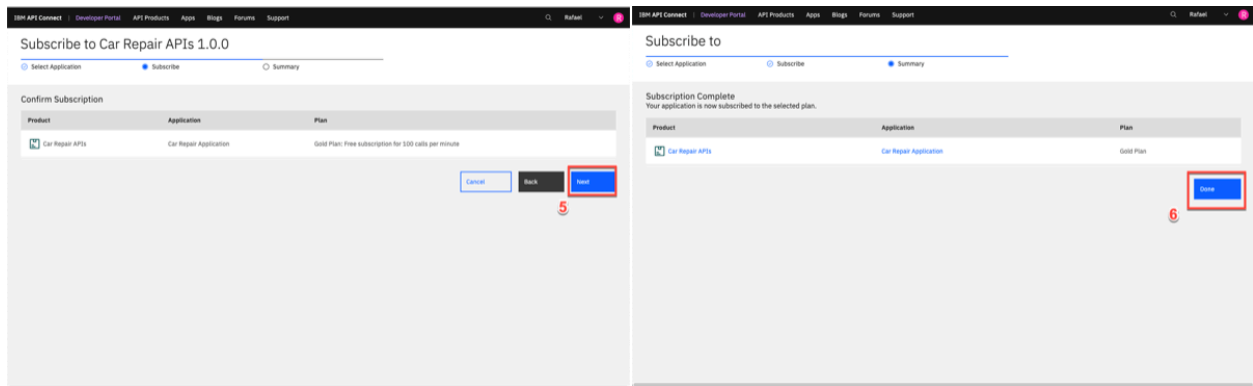 IBM API Connect | Developer Portal API Products Apps Blogs Forums Support Rafael R
Subscribe to Car Repair APIs 1.0.0
Select Application Subscribe Summary
Confirm Subscription
Product Application Plan
Car Repair APIs Car Repair Application Gold Plan: Free subscription for 100 calls per minute
Cancel Back Next
5
IBM API Connect | Developer Portal API Products Apps Blogs Forums Support Rafael R
Subscribe to
Select Application Subscribe Summary
Subscription Complete
Your application is now subscribed to the selected plan.
Product Application Plan
Car Repair APIs Car Repair Application Gold Plan
Done
6